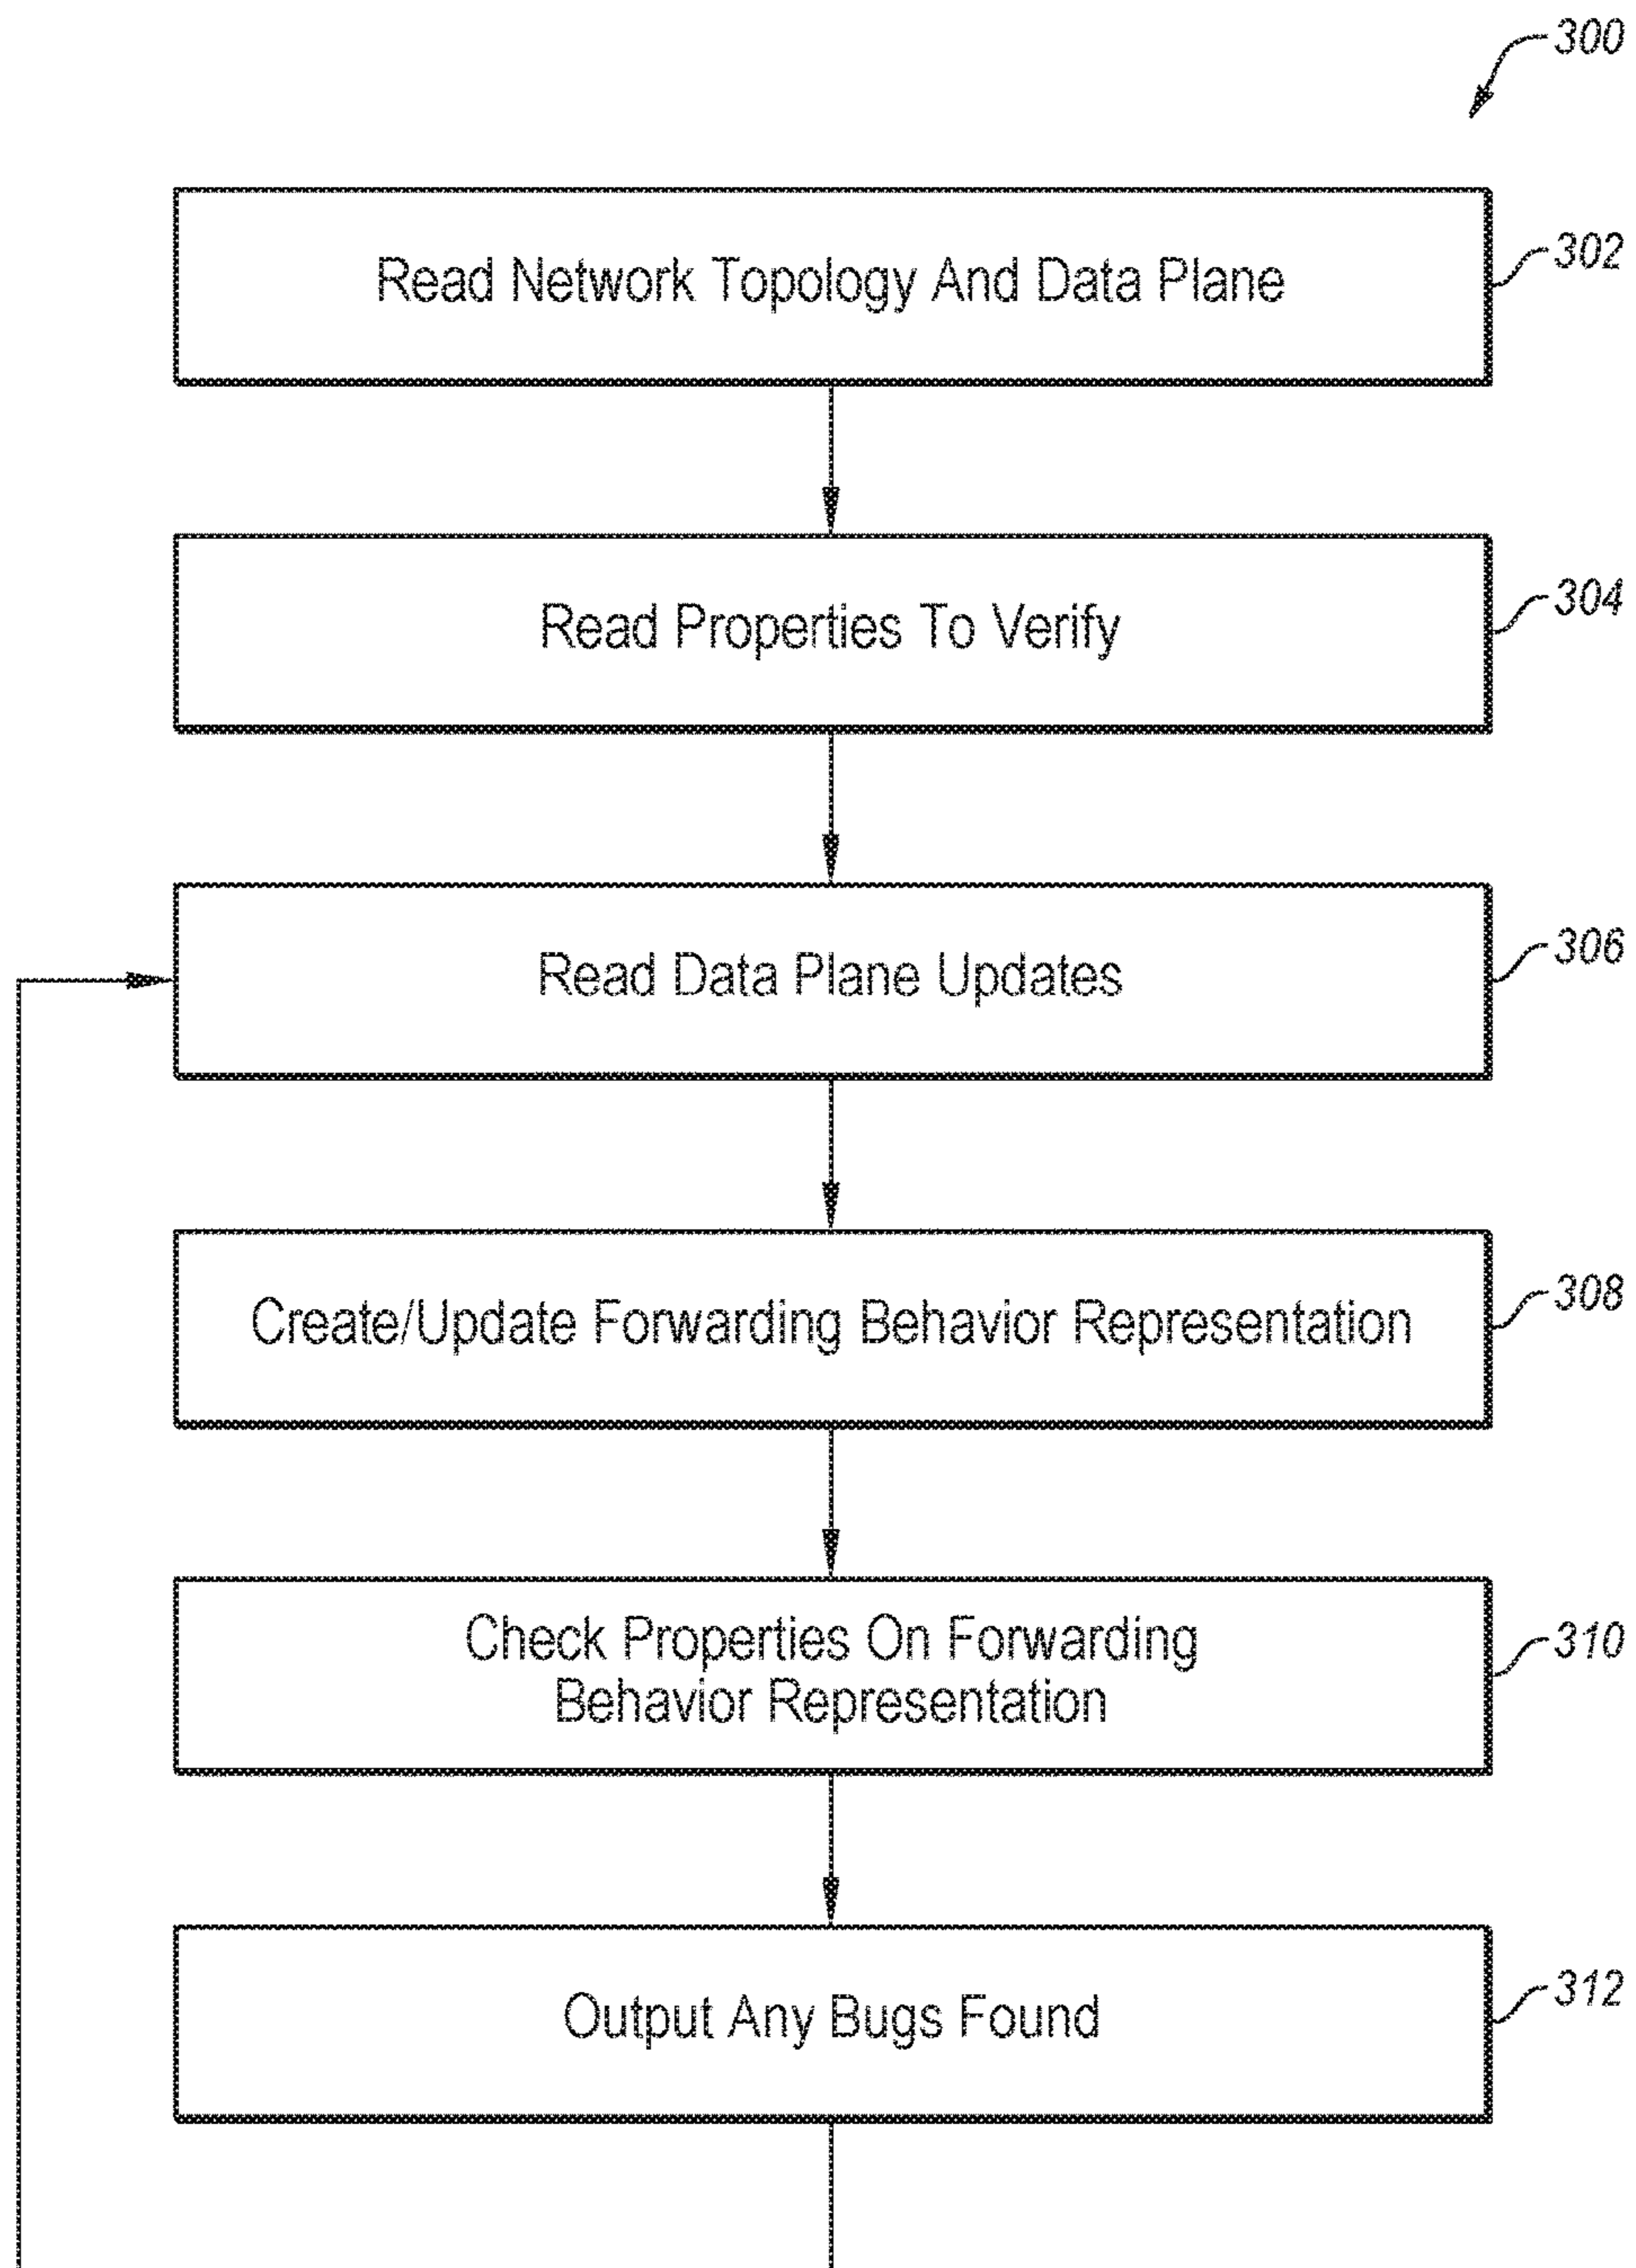 300
Read Network Topology And Data Plane
302
Read Properties To Verify
304
Read Data Plane Updates
306
Create/Update Forwarding Behavior Representation
308
Check Properties On Forwarding
Behavior Representation
310
Output Any Bugs Found
312